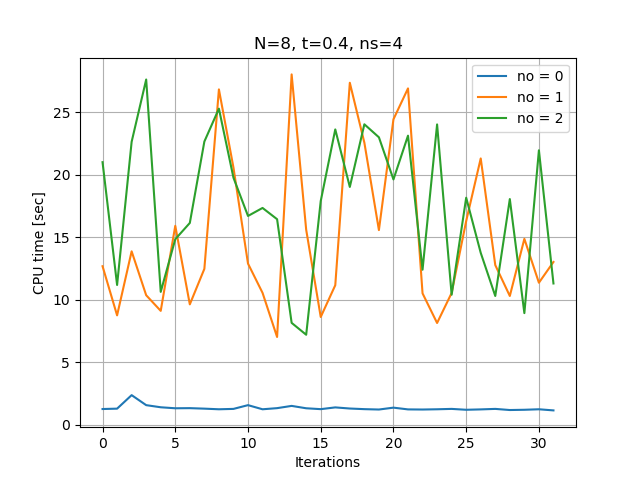 N=8, t=0.4, ns=4
no = 0
no = 1
no = 2
25
20
15
10
5
0
CPU time [sec]
0 5 10 15 20 25 30
Iterations